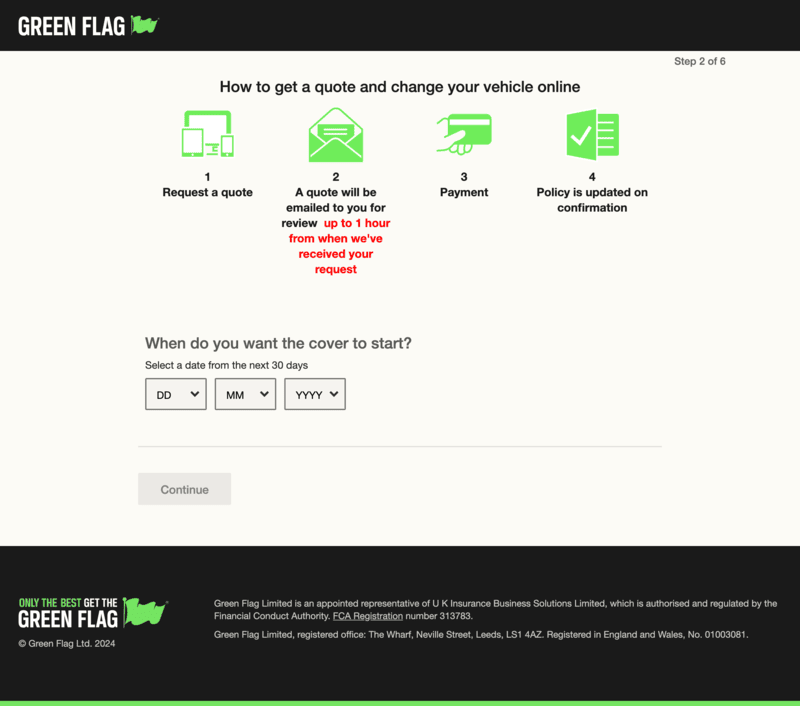 GREEN FLAG
Step 2 of 6
How to get a quote and change your vehicle online
1
Request a quote
2
A quote will be
emailed to you for
review up to 1 hour
from when we've
received your
request
3
Payment
4
Policy is updated on
confirmation
When do you want the cover to start?
Select a date from the next 30 days
DD
MM
YYYY
Continue
ONLY THE BEST GET THE
GREEN FLAG
© Green Flag Ltd. 2024
Green Flag Limited is an appointed representative of U K Insurance Business Solutions Limited, which is authorised and regulated by the
Financial Conduct Authority. FCA Registration number 313783.
Green Flag Limited, registered office: The Wharf, Neville Street, Leeds, LS1 4AZ. Registered in England and Wales, No. 01003081.